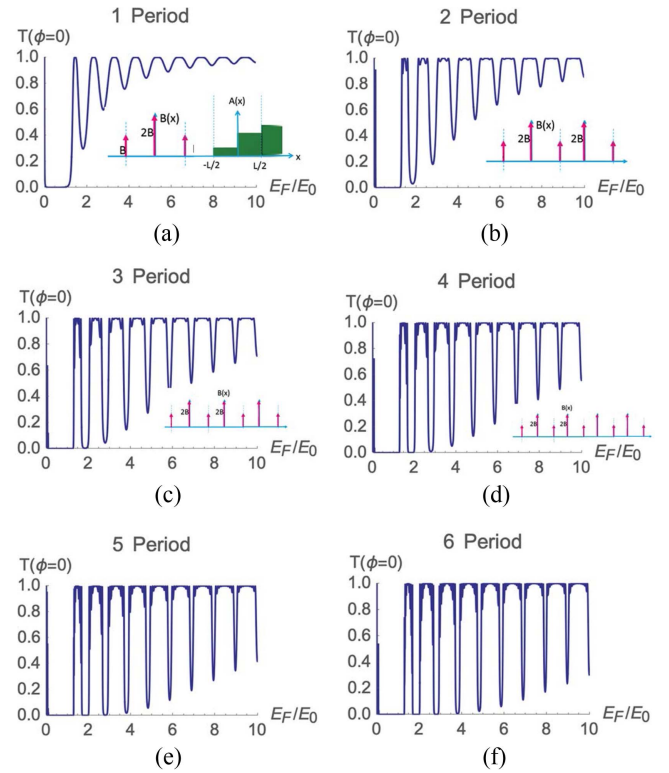 1 Period
T(ϕ=0)
1.0
0.8
0.6
0.4
0.2
0.0
0 2 4 6 8 10
E_F/E_0
B
2B
B(x)
A(x)
-L/2
L/2
x
(a)
2 Period
T(ϕ=0)
1.0
0.8
0.6
0.4
0.2
0.0
0 2 4 6 8 10
E_F/E_0
2B
B(x)
2B
(b)
3 Period
T(ϕ=0)
1.0
0.8
0.6
0.4
0.2
0.0
0 2 4 6 8 10
E_F/E_0
B(x)
2B
2B
(c)
4 Period
T(ϕ=0)
1.0
0.8
0.6
0.4
0.2
0.0
0 2 4 6 8 10
E_F/E_0
B(x)
2B
2B
(d)
5 Period
T(ϕ=0)
1.0
0.8
0.6
0.4
0.2
0.0
0 2 4 6 8 10
E_F/E_0
(e)
6 Period
T(ϕ=0)
1.0
0.8
0.6
0.4
0.2
0.0
0 2 4 6 8 10
E_F/E_0
(f)